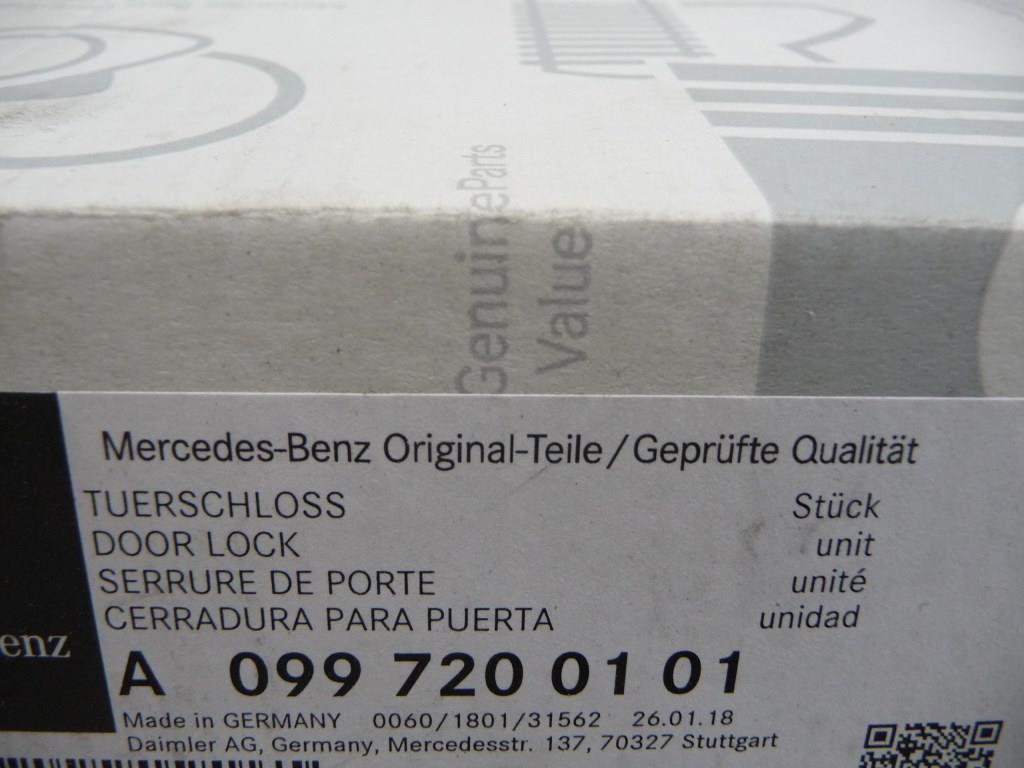 Genuine Parts
Value
Mercedes-Benz Original-Teile/Geprüfte Qualität
TUERSCHLOSS Stück
DOOR LOCK unit
SERRURE DE PORTE unité
CERRADURA PARA PUERTA unidad
enz
A 099 720 01 01
Made in GERMANY 0060/1801/31562 26.01.18
Daimler AG, Germany, Mercedesstr. 137, 70327 Stuttgart